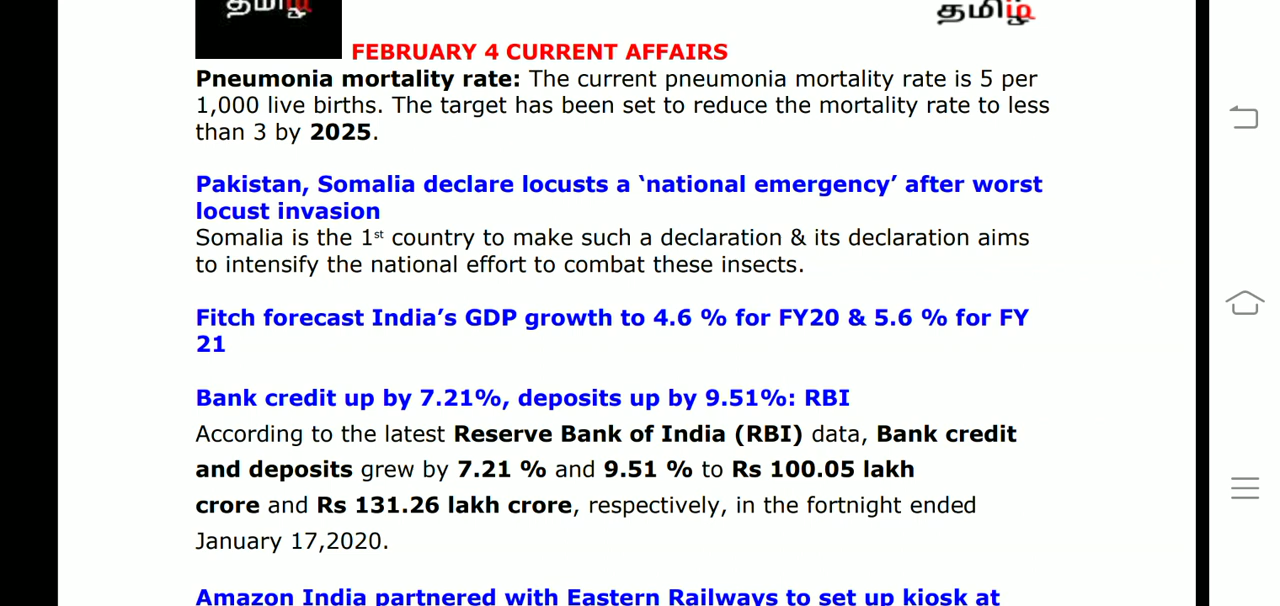 தமிழ்
தமிழ்
FEBRUARY 4 CURRENT AFFAIRS
Pneumonia mortality rate: The current pneumonia mortality rate is 5 per
1,000 live births. The target has been set to reduce the mortality rate to less
than 3 by 2025.
Pakistan, Somalia declare locusts a ‘national emergency’ after worst
locust invasion
Somalia is the 1st country to make such a declaration & its declaration aims
to intensify the national effort to combat these insects.
Fitch forecast India’s GDP growth to 4.6 % for FY20 & 5.6 % for FY
21
Bank credit up by 7.21%, deposits up by 9.51%: RBI
According to the latest Reserve Bank of India (RBI) data, Bank credit
and deposits grew by 7.21 % and 9.51 % to Rs 100.05 lakh
crore and Rs 131.26 lakh crore, respectively, in the fortnight ended
January 17,2020.
Amazon India partnered with Eastern Railways to set up kiosk at